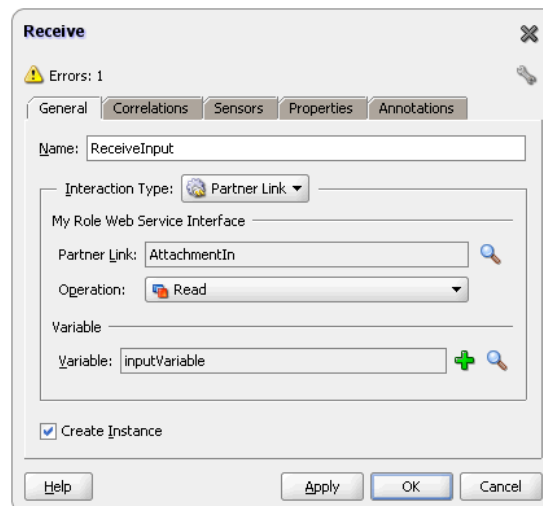 Receive
Errors: 1
General Correlations Sensors Properties Annotations
Name: ReceiveInput
Interaction Type: Partner Link
My Role Web Service Interface
Partner Link: AttachmentIn
Operation: Read
Variable
Variable: inputVariable
Create Instance
Help Apply OK Cancel